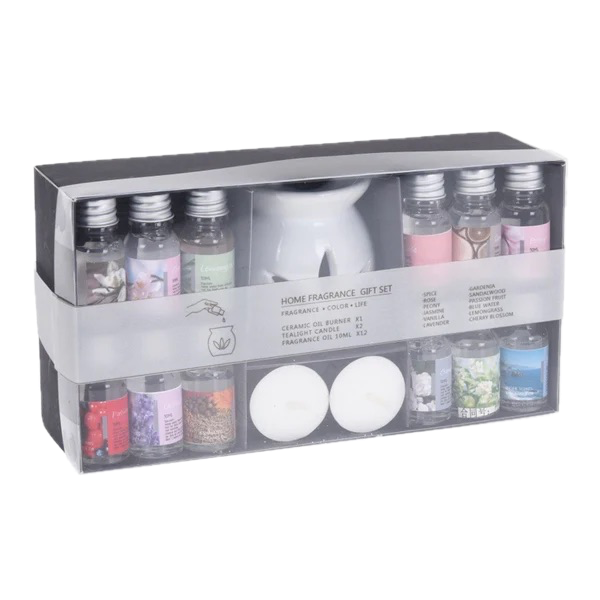 HOME FRAGRANCE GIFT SET
FRAGRANCE • COLOR • LIFE
CERAMIC OIL BURNER X1
TEALIGHT CANDLE X2
FRAGRANCE OIL 10ML X12
SPICE
ROSE
PEONY
JASMINE
VANILLA
LAVENDER
GARDENIA
SANDALWOOD
PASSION FRUIT
BLUE WATER
LEMONGRASS
CHERRY BLOSSOM